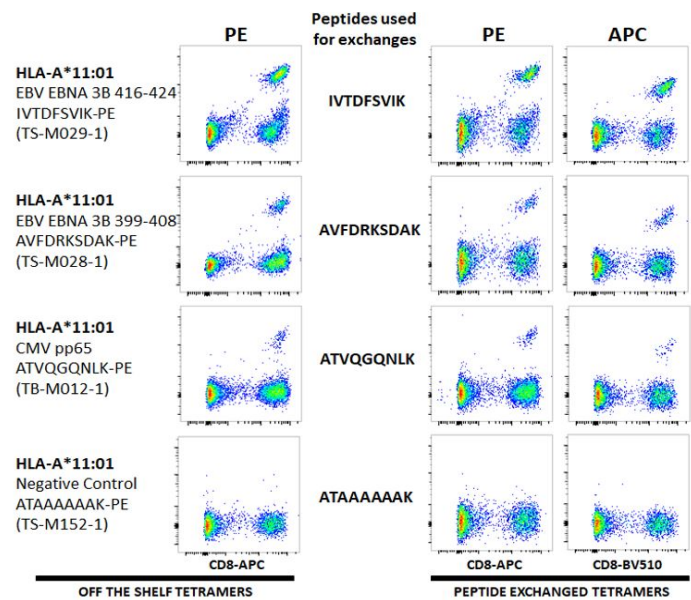 PE
Peptides used
for exchanges
PE
APC
HLA-A*11:01
EBV EBNA 3B 416-424
IVTDFSVIK-PE
(TS-M029-1)
IVTDFSVIK
HLA-A*11:01
EBV EBNA 3B 399-408
AVFDRKSDAK-PE
(TS-M028-1)
AVFDRKSDAK
HLA-A*11:01
CMV pp65
ATVQGQNLK-PE
(TB-M012-1)
ATVQGQNLK
HLA-A*11:01
Negative Control
ATAAAAAAK-PE
(TS-M152-1)
ATAAAAAAK
CD8-APC
CD8-APC
CD8-BV510
OFF THE SHELF TETRAMERS
PEPTIDE EXCHANGED TETRAMERS